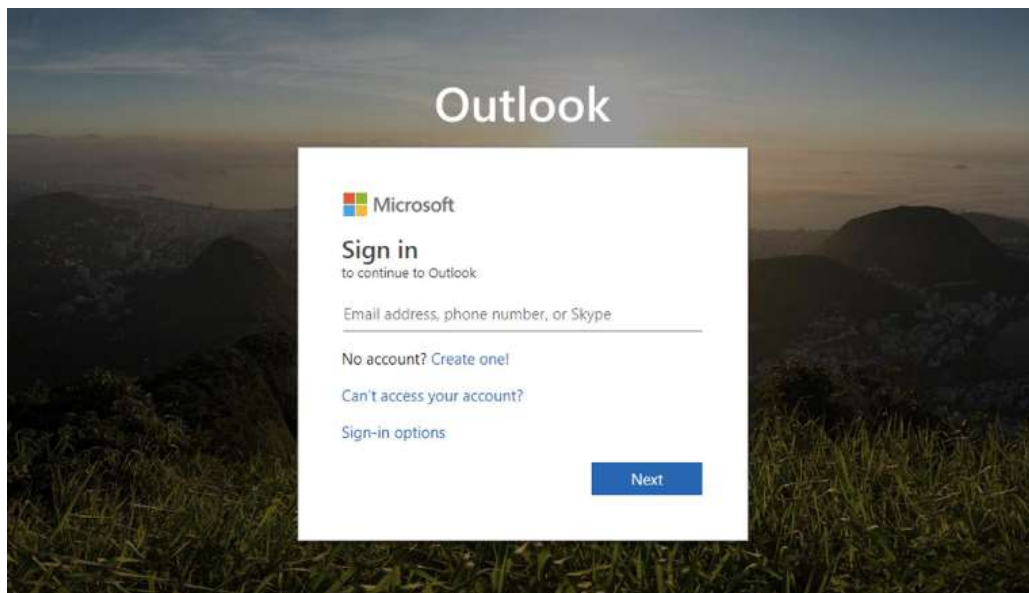 Outlook
Microsoft
Sign in
to continue to Outlook
Email address, phone number, or Skype
No account? Create one!
Can't access your account?
Sign-in options
Next